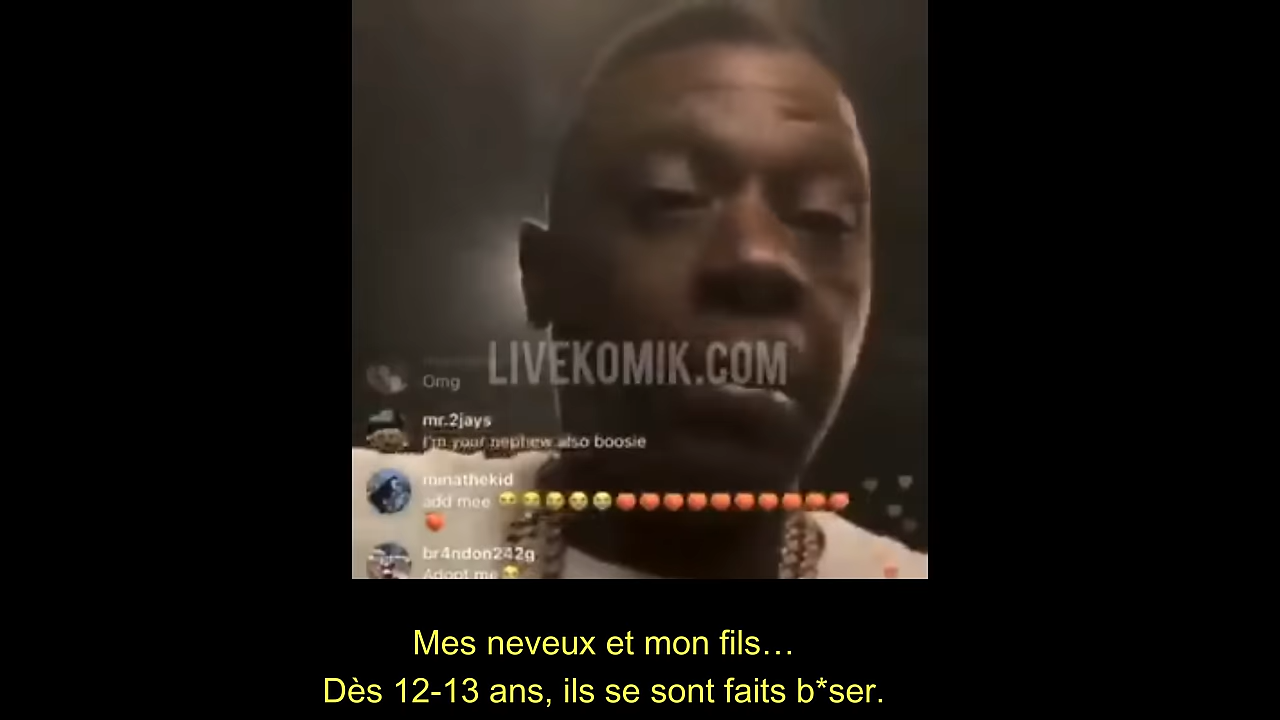 Omg
LIVEKOMIK.COM
mr.2jays
I'm your nephew also boosie
minathekid
add mee 😂😂😂😂😂❤️❤️❤️❤️❤️❤️❤️❤️❤️❤️
❤️
br4ndon242g
Adopt me 😂
Mes neveux et mon fils…
Dès 12-13 ans, ils se sont faits b*ser.